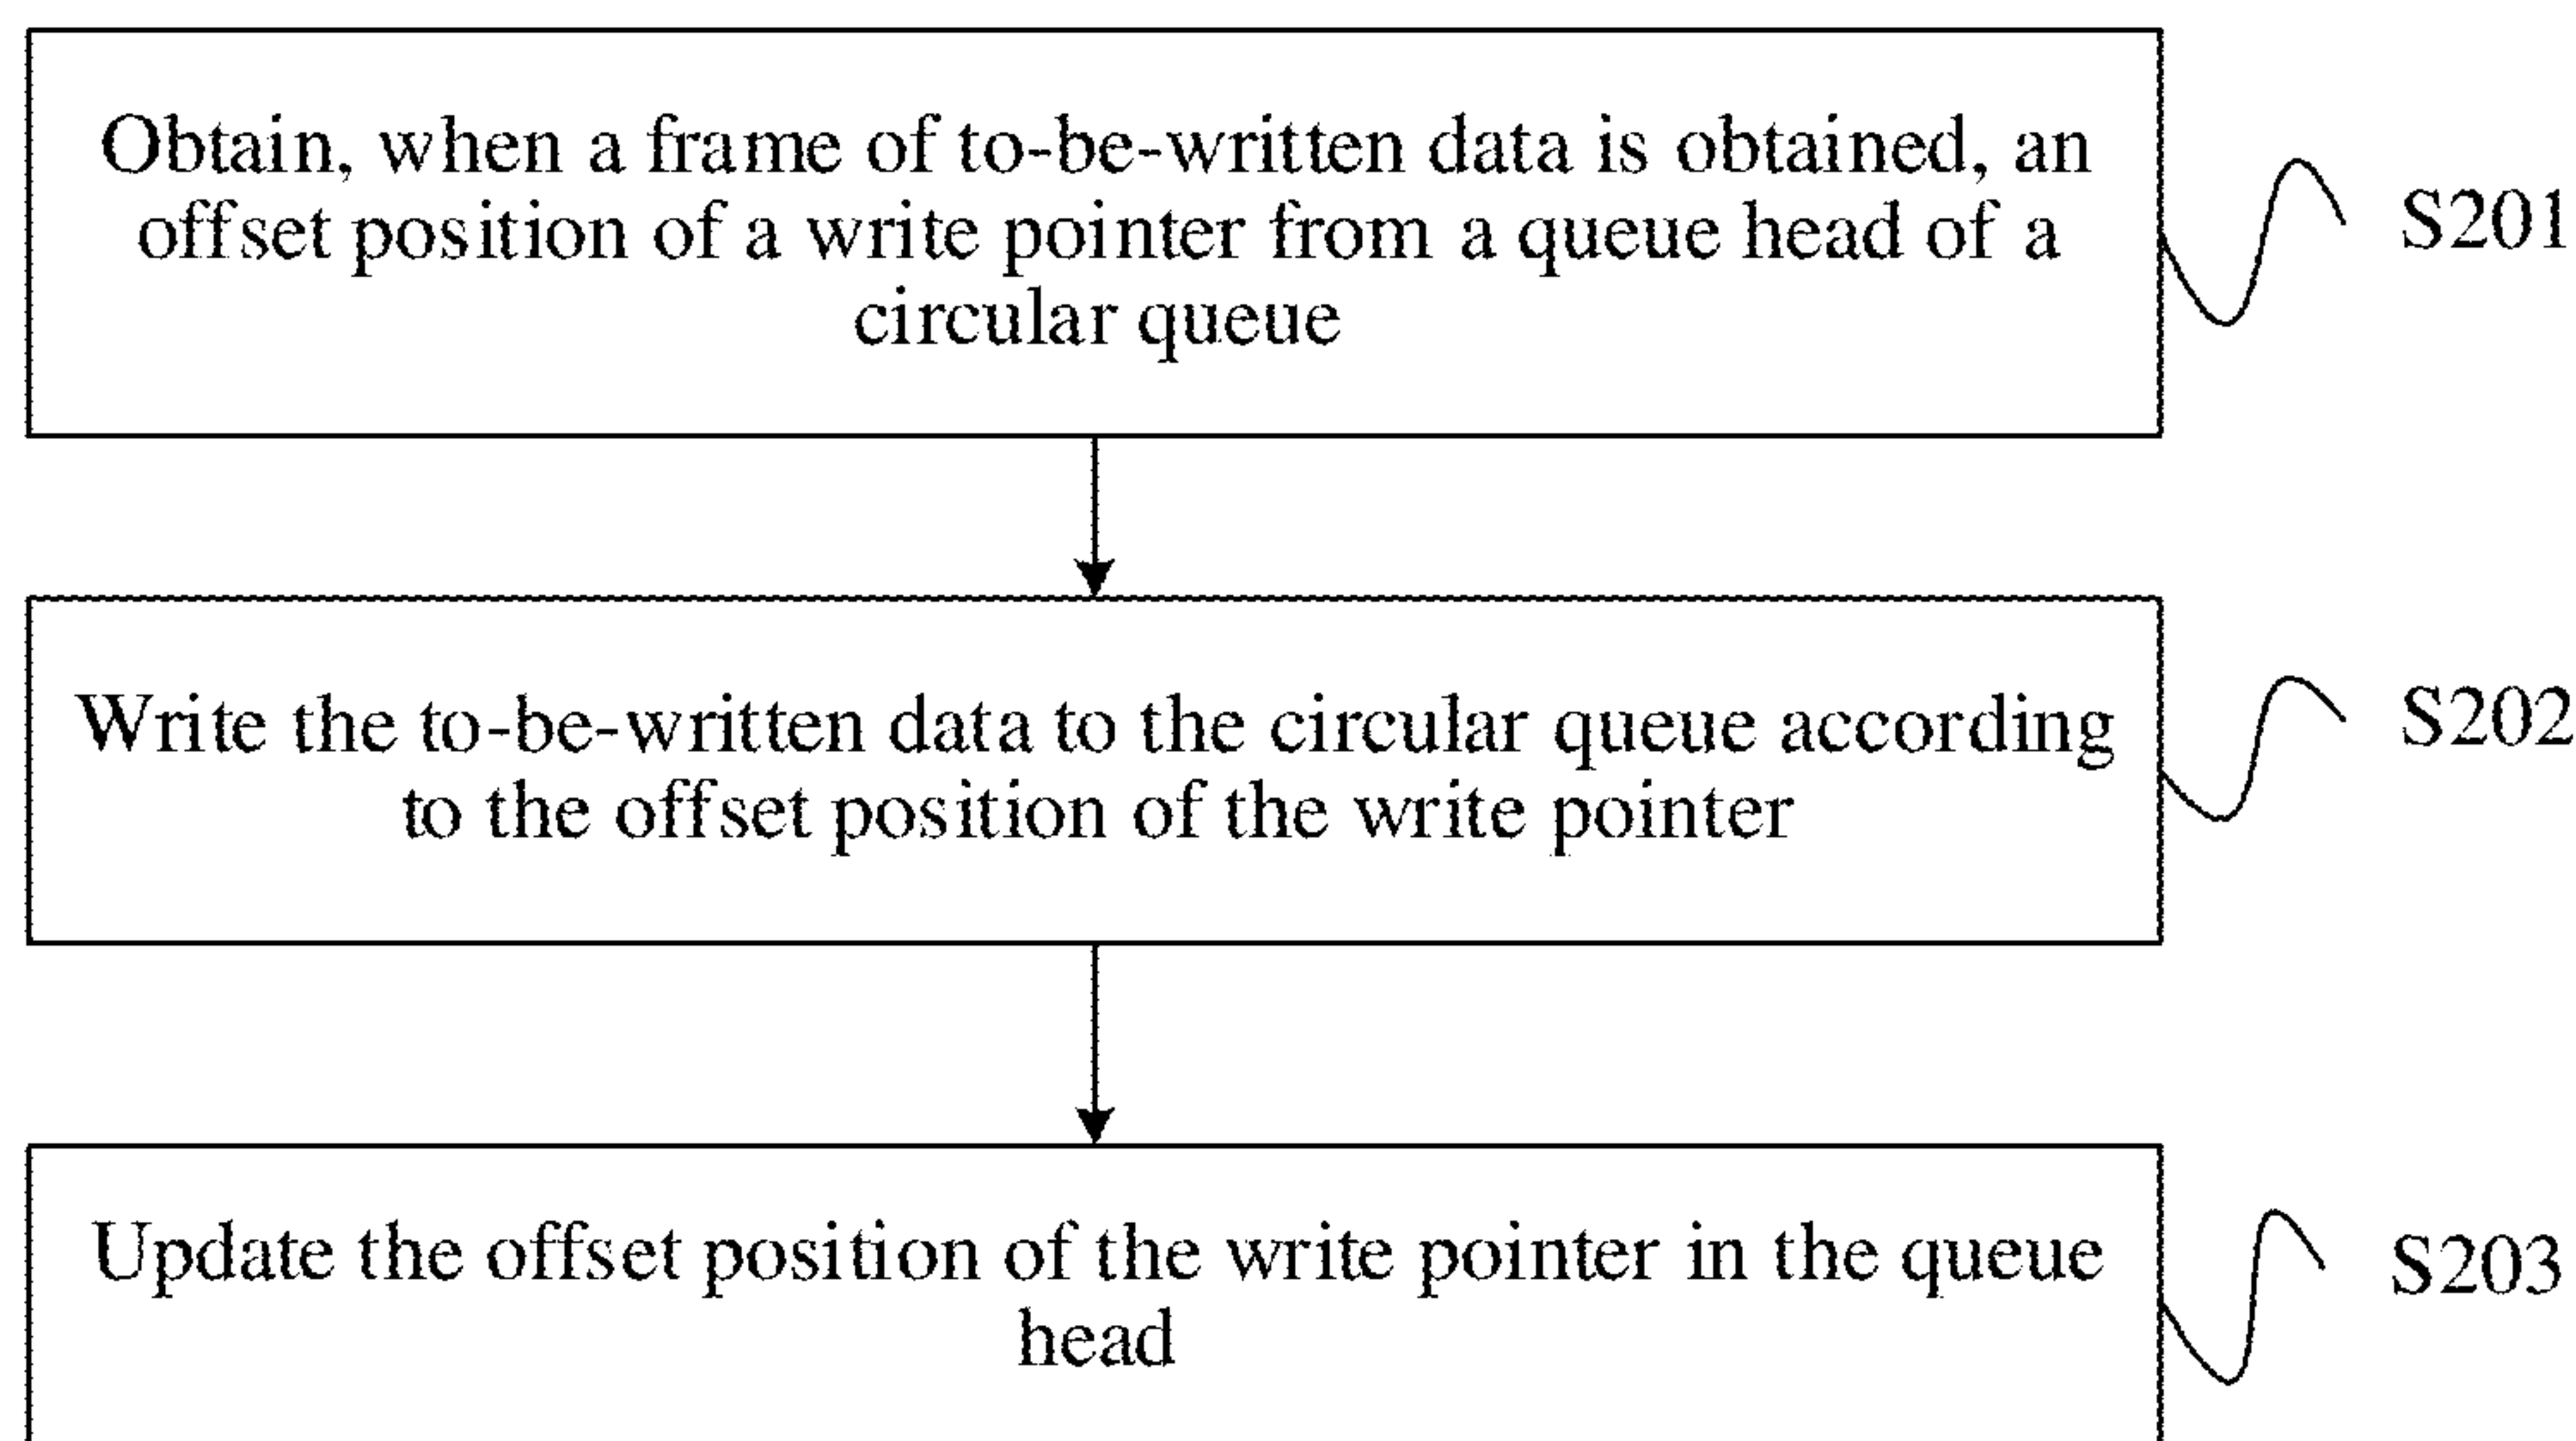 Obtain, when a frame of to-be-written data is obtained, an
offset position of a write pointer from a queue head of a
circular queue
S201
Write the to-be-written data to the circular queue according
to the offset position of the write pointer
S202
Update the offset position of the write pointer in the queue
head
S203